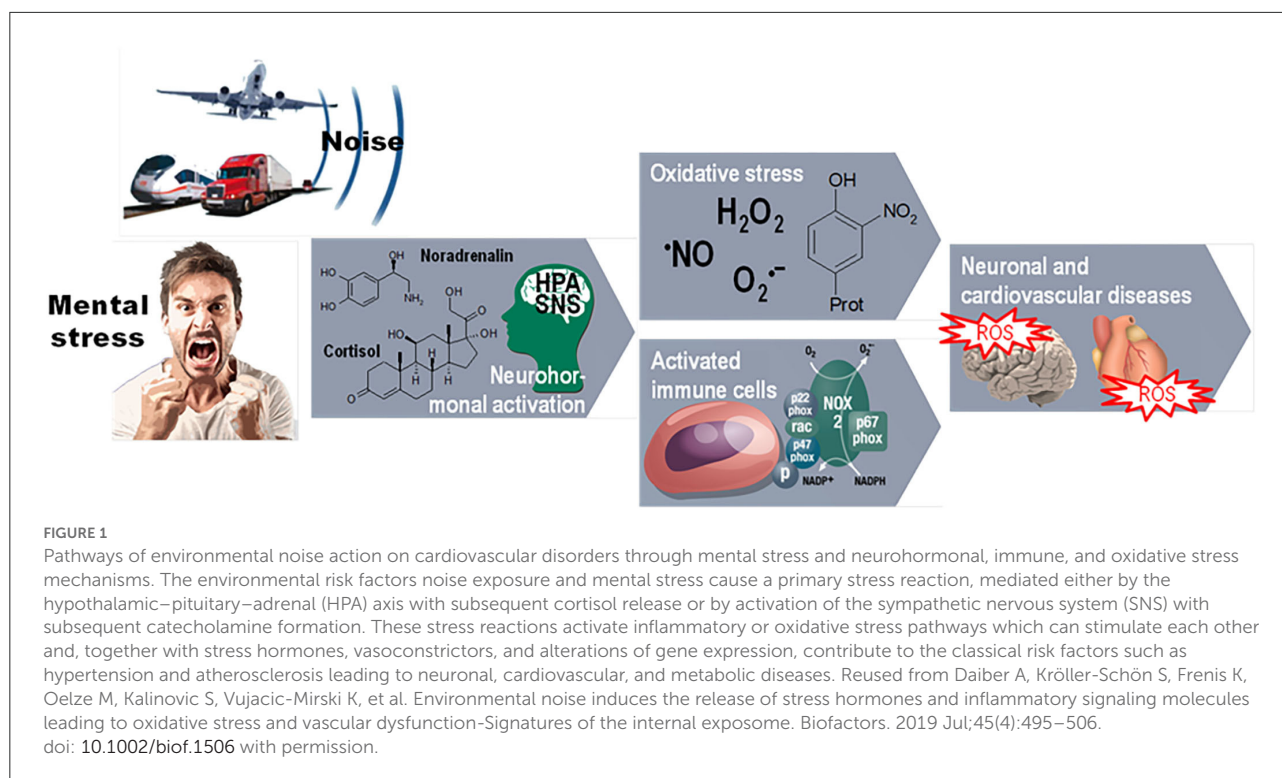 Noise
Mental
stress
Noradrenalin
OH
HO
HO
NH₂
HPA
SNS
Cortisol
OH
O
HO
OH
H
H
H
O
Neurohor-
monal activation
Oxidative stress
H₂O₂
•NO
O₂•-
OH
NO₂
Prot
Activated
immune cells
O₂
O₂•-
p22
phox
NOX
2
rac
p67
phox
p47
phox
p
NADP+
NADPH
Neuronal and
cardiovascular diseases
ROS
ROS
FIGURE 1
Pathways of environmental noise action on cardiovascular disorders through mental stress and neurohormonal, immune, and oxidative stress
mechanisms. The environmental risk factors noise exposure and mental stress cause a primary stress reaction, mediated either by the
hypothalamic–pituitary–adrenal (HPA) axis with subsequent cortisol release or by activation of the sympathetic nervous system (SNS) with
subsequent catecholamine formation. These stress reactions activate inflammatory or oxidative stress pathways which can stimulate each other
and, together with stress hormones, vasoconstrictors, and alterations of gene expression, contribute to the classical risk factors such as
hypertension and atherosclerosis leading to neuronal, cardiovascular, and metabolic diseases. Reused from Daiber A, Kröller-Schön S, Frenis K,
Oelze M, Kalinovic S, Vujacic-Mirski K, et al. Environmental noise induces the release of stress hormones and inflammatory signaling molecules
leading to oxidative stress and vascular dysfunction-Signatures of the internal exposome. Biofactors. 2019 Jul;45(4):495–506.
doi: 10.1002/biof.1506 with permission.